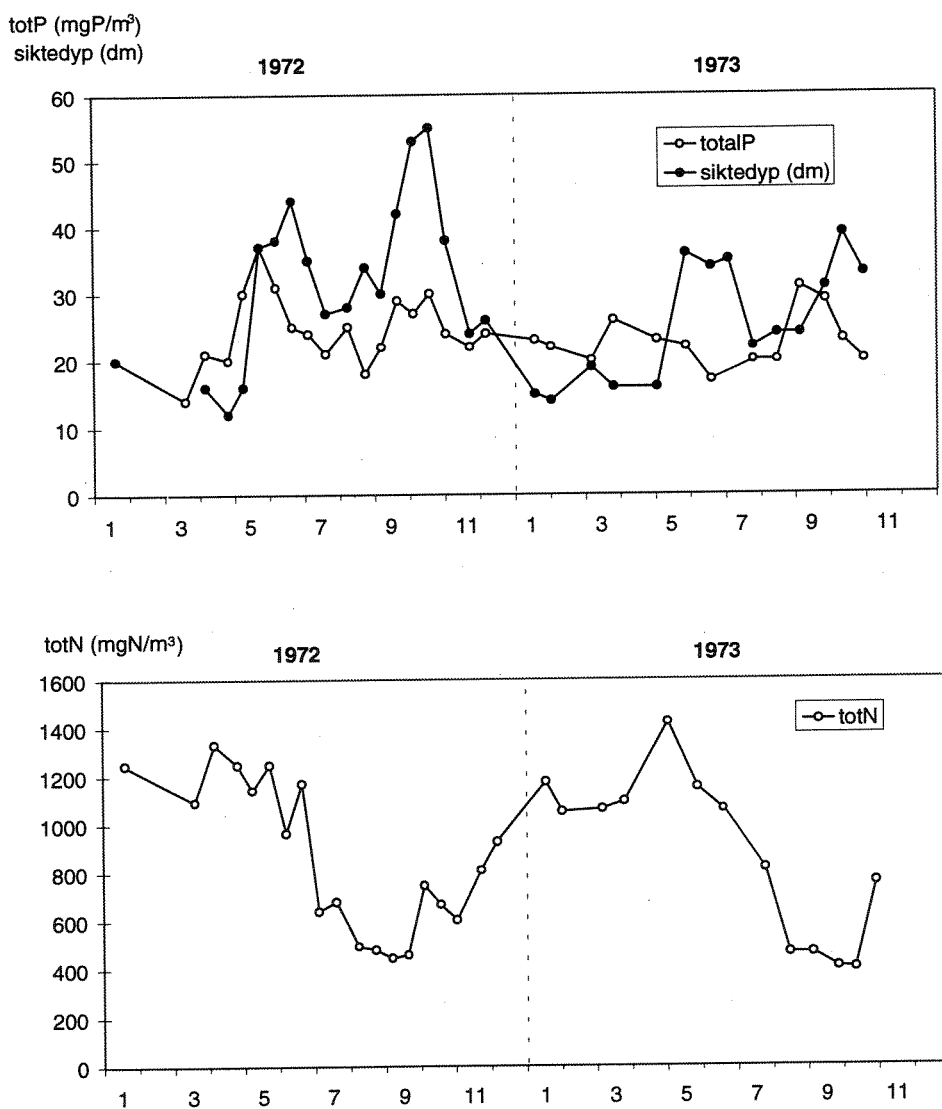 totP (mgP/m³)
siktedyp (dm)
1972 1973
60
50
40
30
20
10
0
totalP
siktedyp (dm)
1 3 5 7 9 11 1 3 5 7 9 11
totN (mgN/m³)
1972 1973
1600
1400
1200
1000
800
600
400
200
0
totN
1 3 5 7 9 11 1 3 5 7 9 11